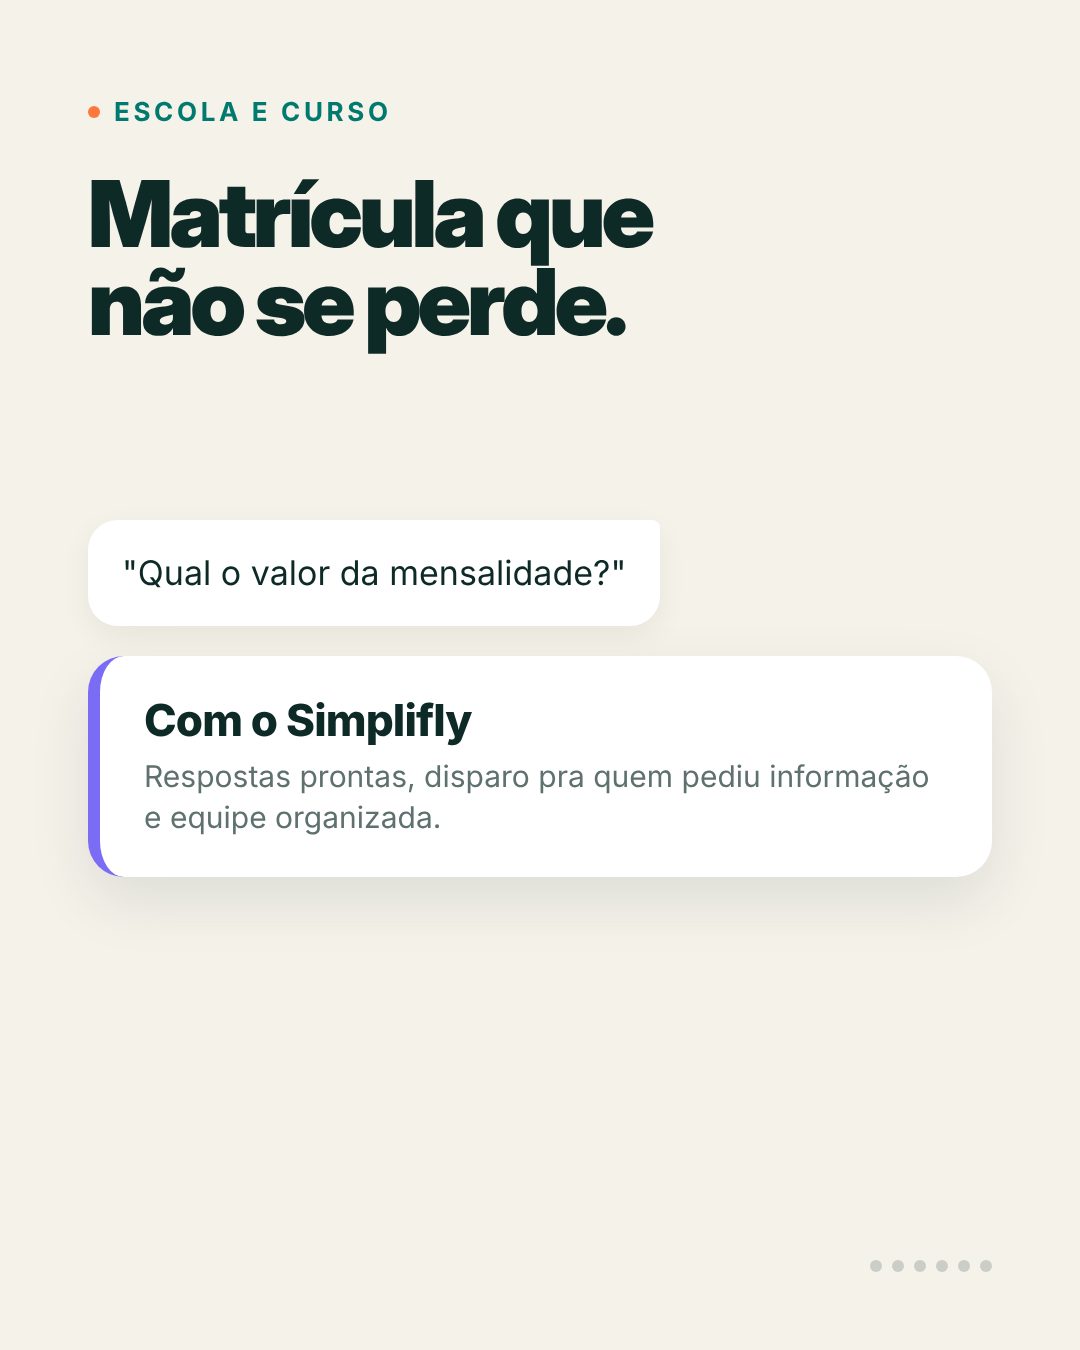 ESCOLA E CURSO
Matrícula que
não se perde.
"Qual o valor da mensalidade?"
Com o Simplifly
Respostas prontas, disparo pra quem pediu informação
e equipe organizada.